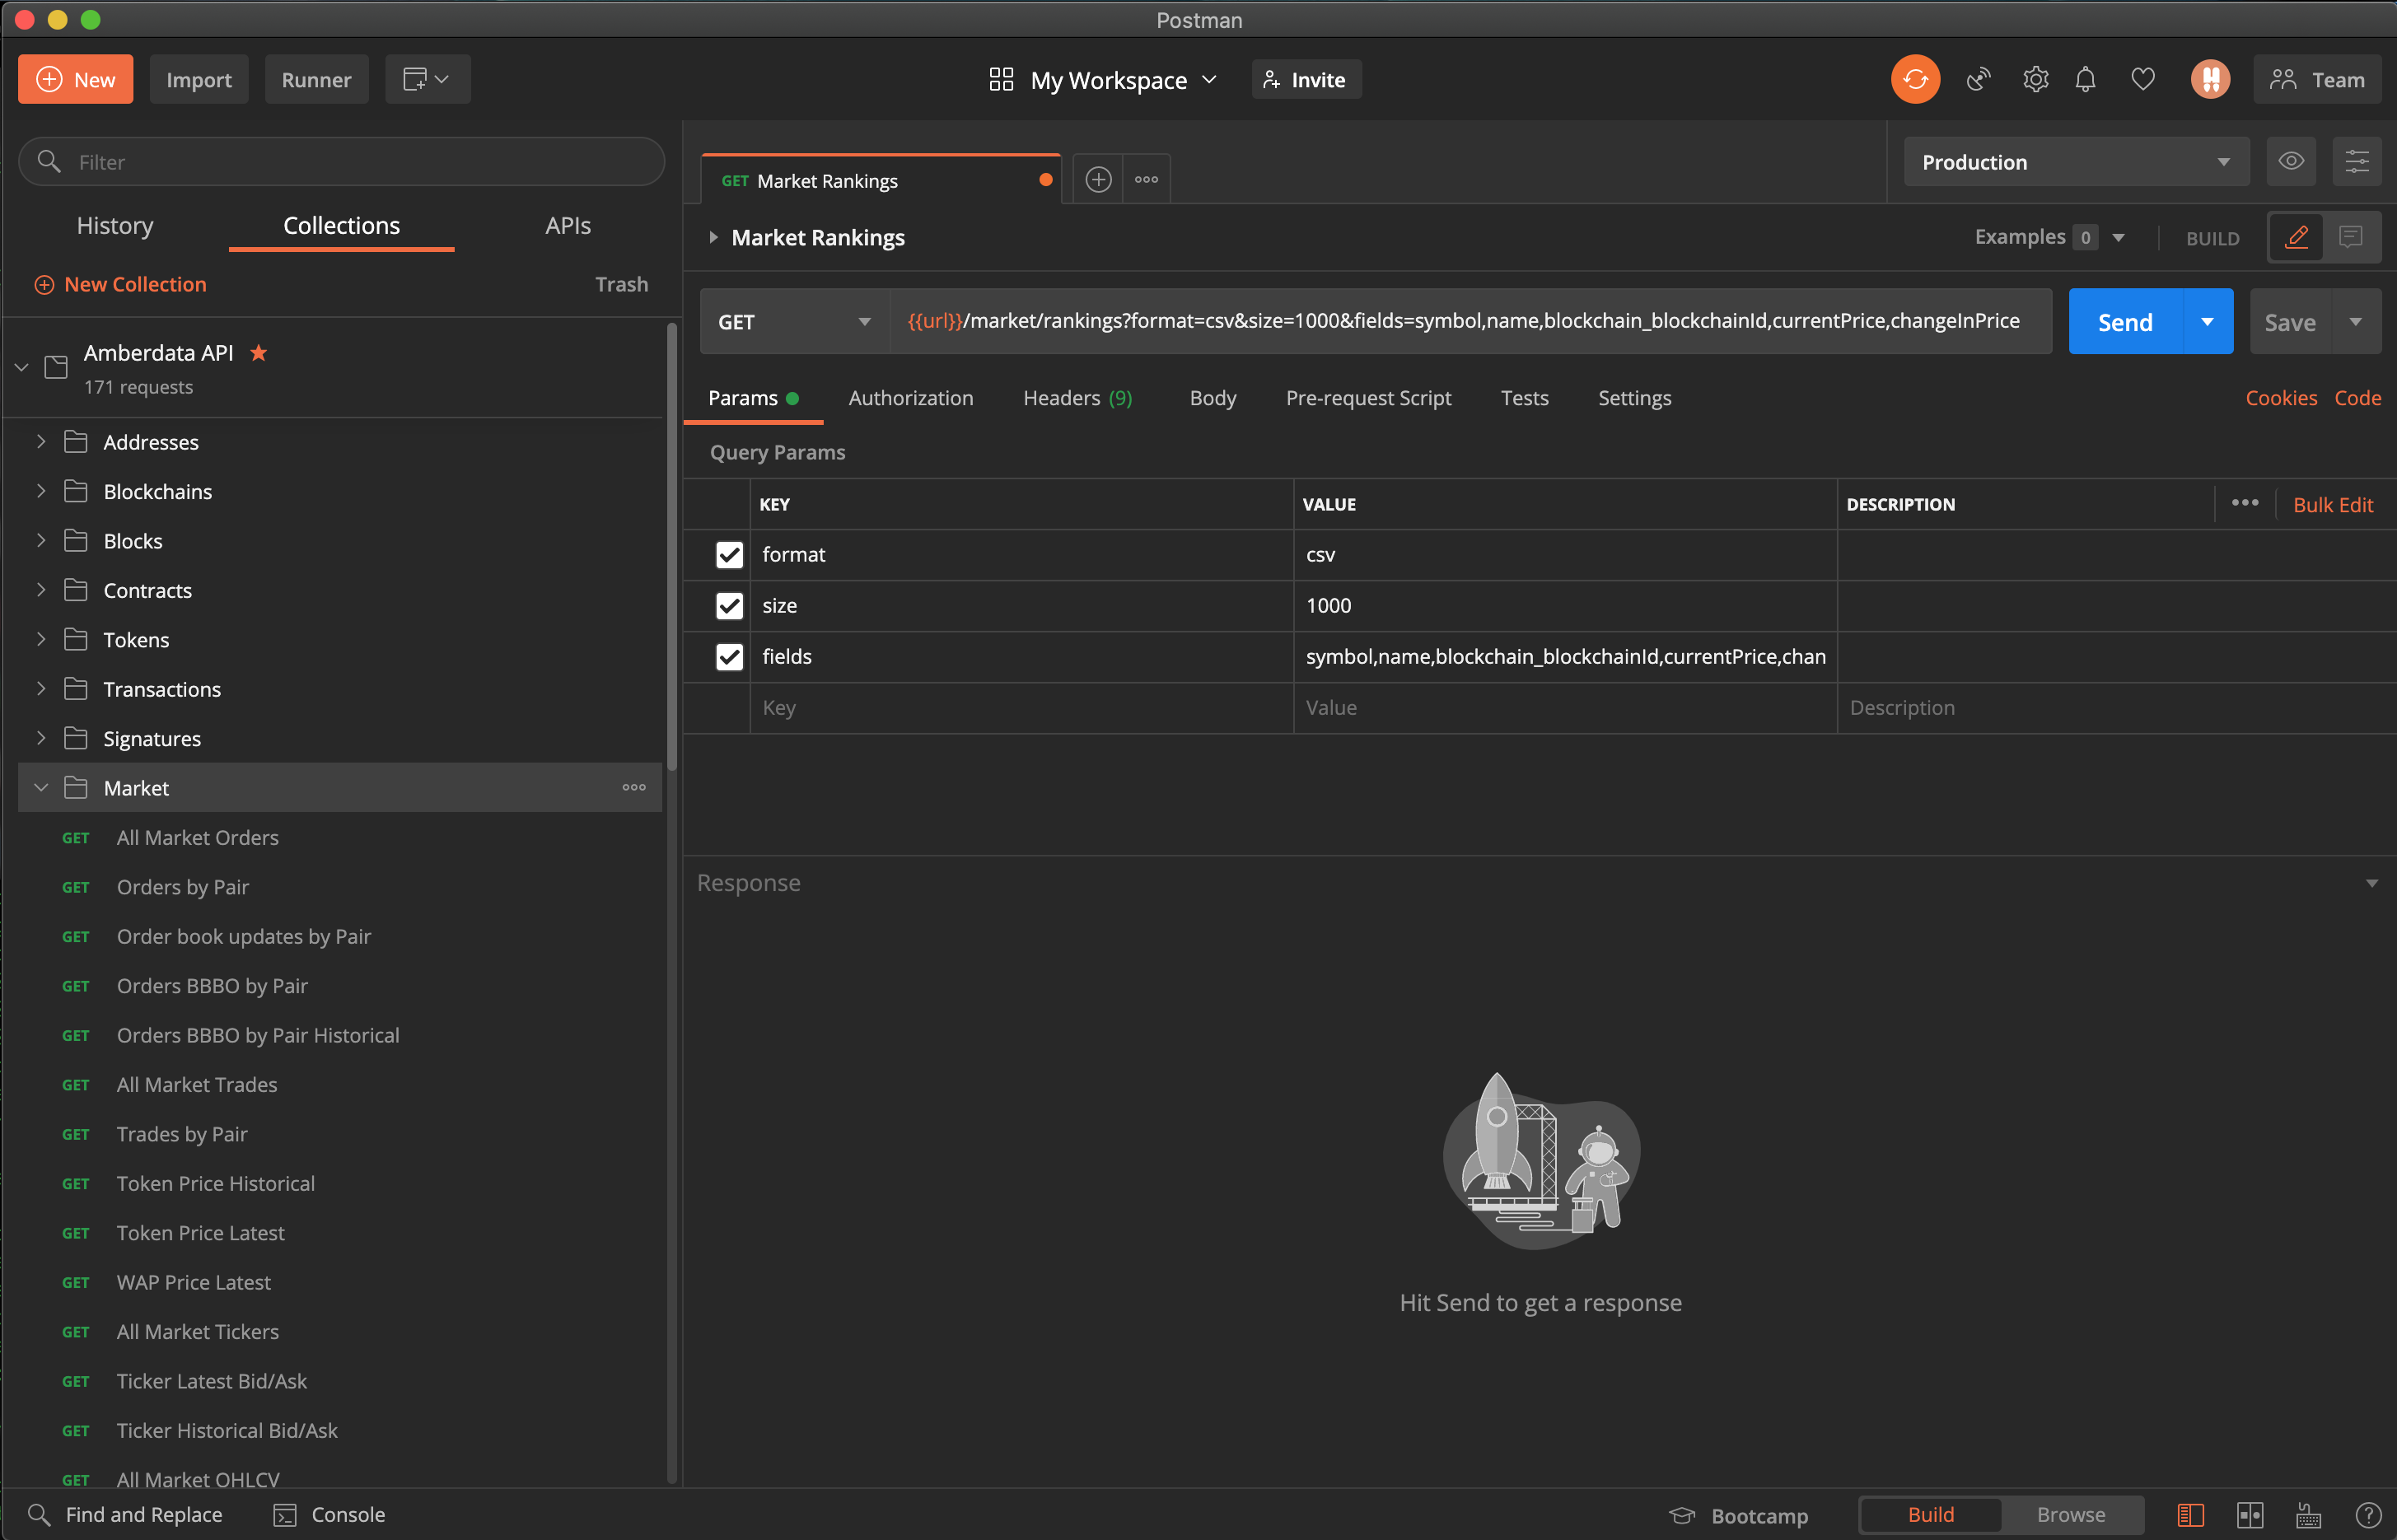 Postman
New
Import
Runner
My Workspace
Invite
Team
Filter
History
Collections
APIs
New Collection
Trash
Amberdata API
171 requests
Addresses
Blockchains
Blocks
Contracts
Tokens
Transactions
Signatures
Market
GET All Market Orders
GET Orders by Pair
GET Order book updates by Pair
GET Orders BBBO by Pair
GET Orders BBBO by Pair Historical
GET All Market Trades
GET Trades by Pair
GET Token Price Historical
GET Token Price Latest
GET WAP Price Latest
GET All Market Tickers
GET Ticker Latest Bid/Ask
GET Ticker Historical Bid/Ask
GET All Market OHLCV
GET Market Rankings
Production
Market Rankings
Examples 0
BUILD
GET
{{url}}/market/rankings?format=csv&size=1000&fields=symbol,name,blockchain_blockchainId,currentPrice,changeInPrice
Send
Save
Params
Authorization
Headers (9)
Body
Pre-request Script
Tests
Settings
Cookies
Code
Query Params
KEY VALUE DESCRIPTION
Bulk Edit
format csv
size 1000
fields symbol,name,blockchain_blockchainId,currentPrice,chan
Key Value Description
Response
Hit Send to get a response
Find and Replace
Console
Bootcamp
Build
Browse